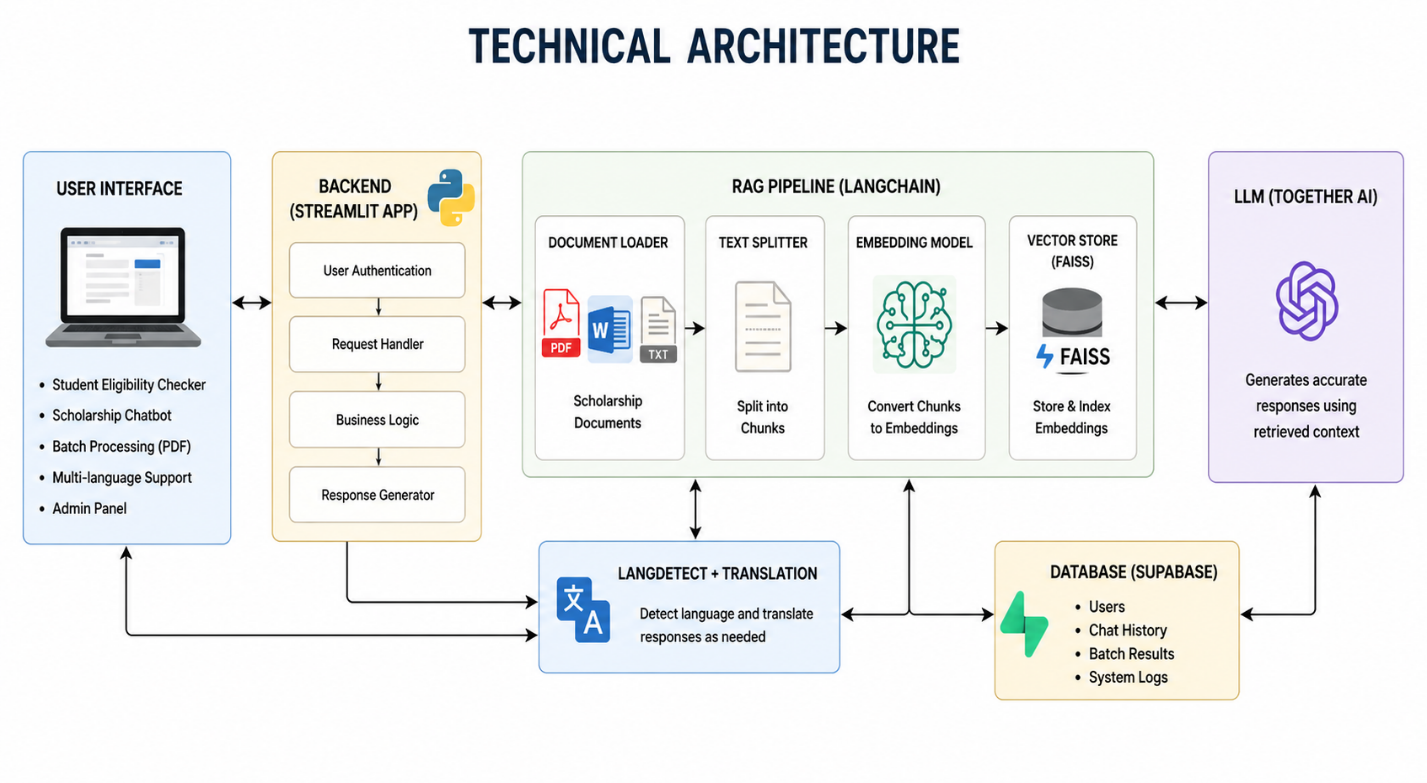 TECHNICAL ARCHITECTURE
USER INTERFACE
• Student Eligibility Checker
• Scholarship Chatbot
• Batch Processing (PDF)
• Multi-language Support
• Admin Panel
BACKEND
(STREAMLIT APP)
User Authentication
Request Handler
Business Logic
Response Generator
RAG PIPELINE (LANGCHAIN)
DOCUMENT LOADER
PDF
W
TXT
Scholarship
Documents
TEXT SPLITTER
Split into
Chunks
EMBEDDING MODEL
Convert Chunks
to Embeddings
VECTOR STORE
(FAISS)
FAISS
Store & Index
Embeddings
LLM (TOGETHER AI)
Generates accurate
responses using
retrieved context
LANGDETECT + TRANSLATION
文
A
Detect language and translate
responses as needed
DATABASE (SUPABASE)
• Users
• Chat History
• Batch Results
• System Logs